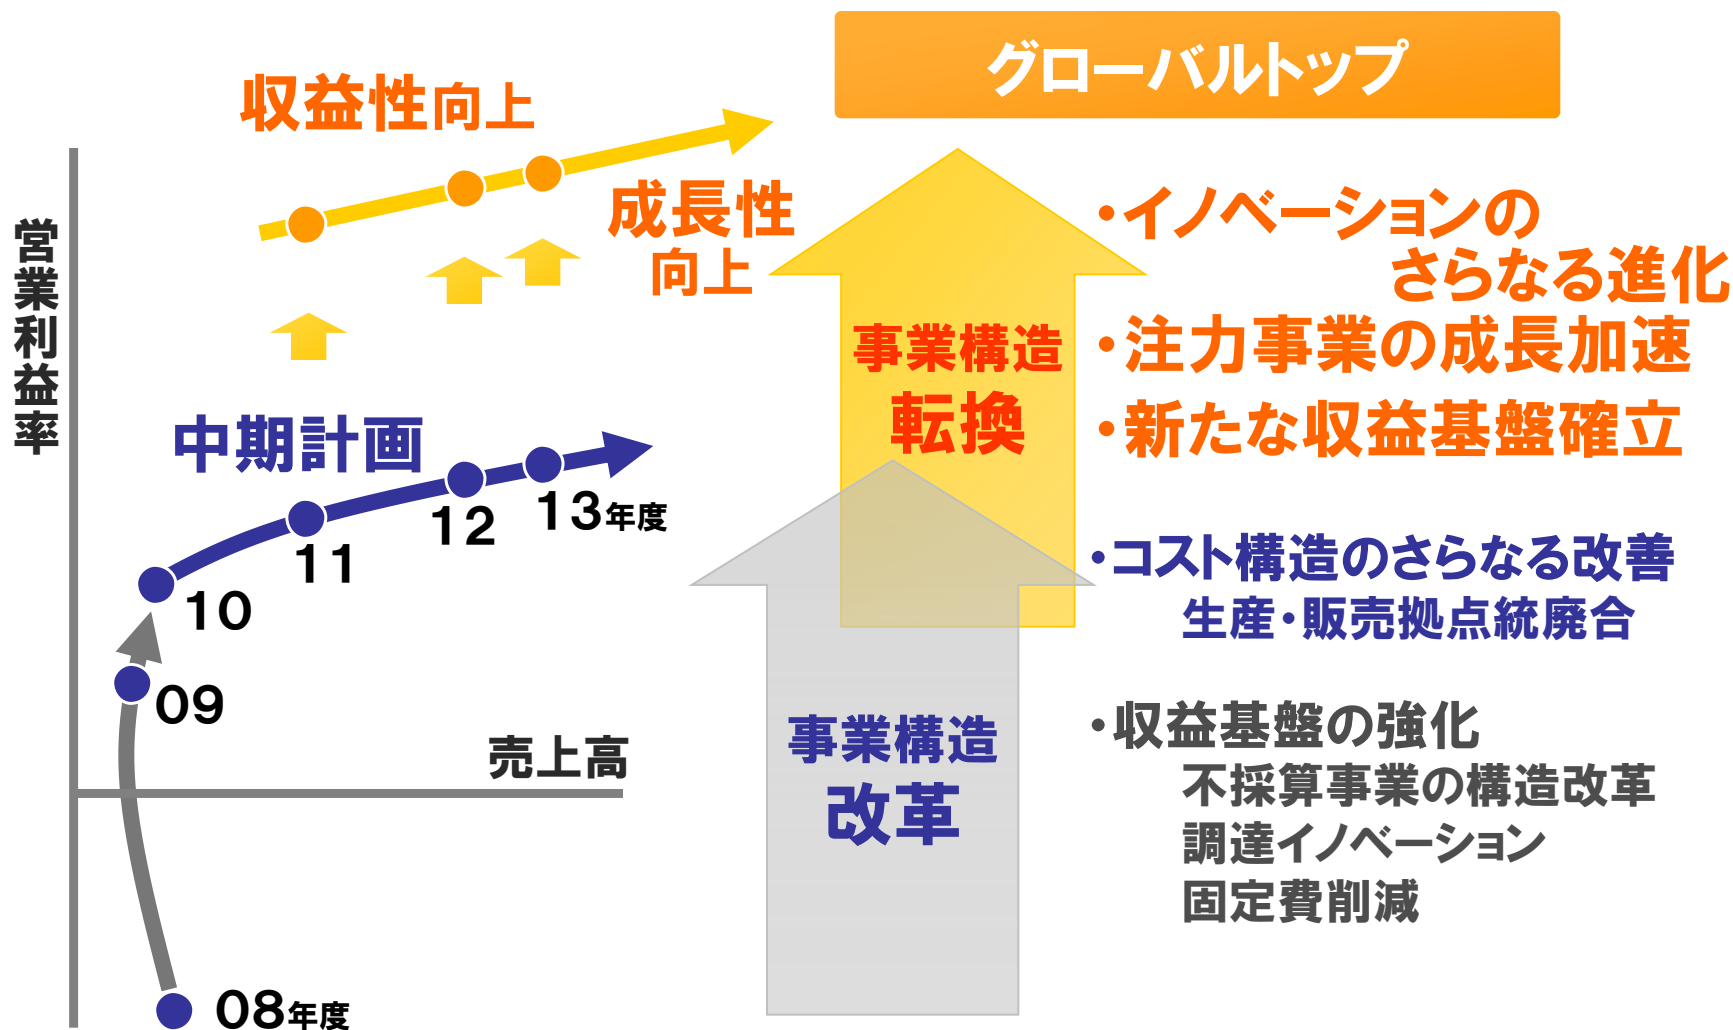 グローバルトップ
収益性向上
成長性
向上
営業利益率
中期計画
13年度
12
11
10
09
売上高
08年度
事業構造
転換
事業構造
改革
・イノベーションの
さらなる進化
・注力事業の成長加速
・新たな収益基盤確立
・コスト構造のさらなる改善
生産・販売拠点統廃合
・収益基盤の強化
不採算事業の構造改革
調達イノベーション
固定費削減